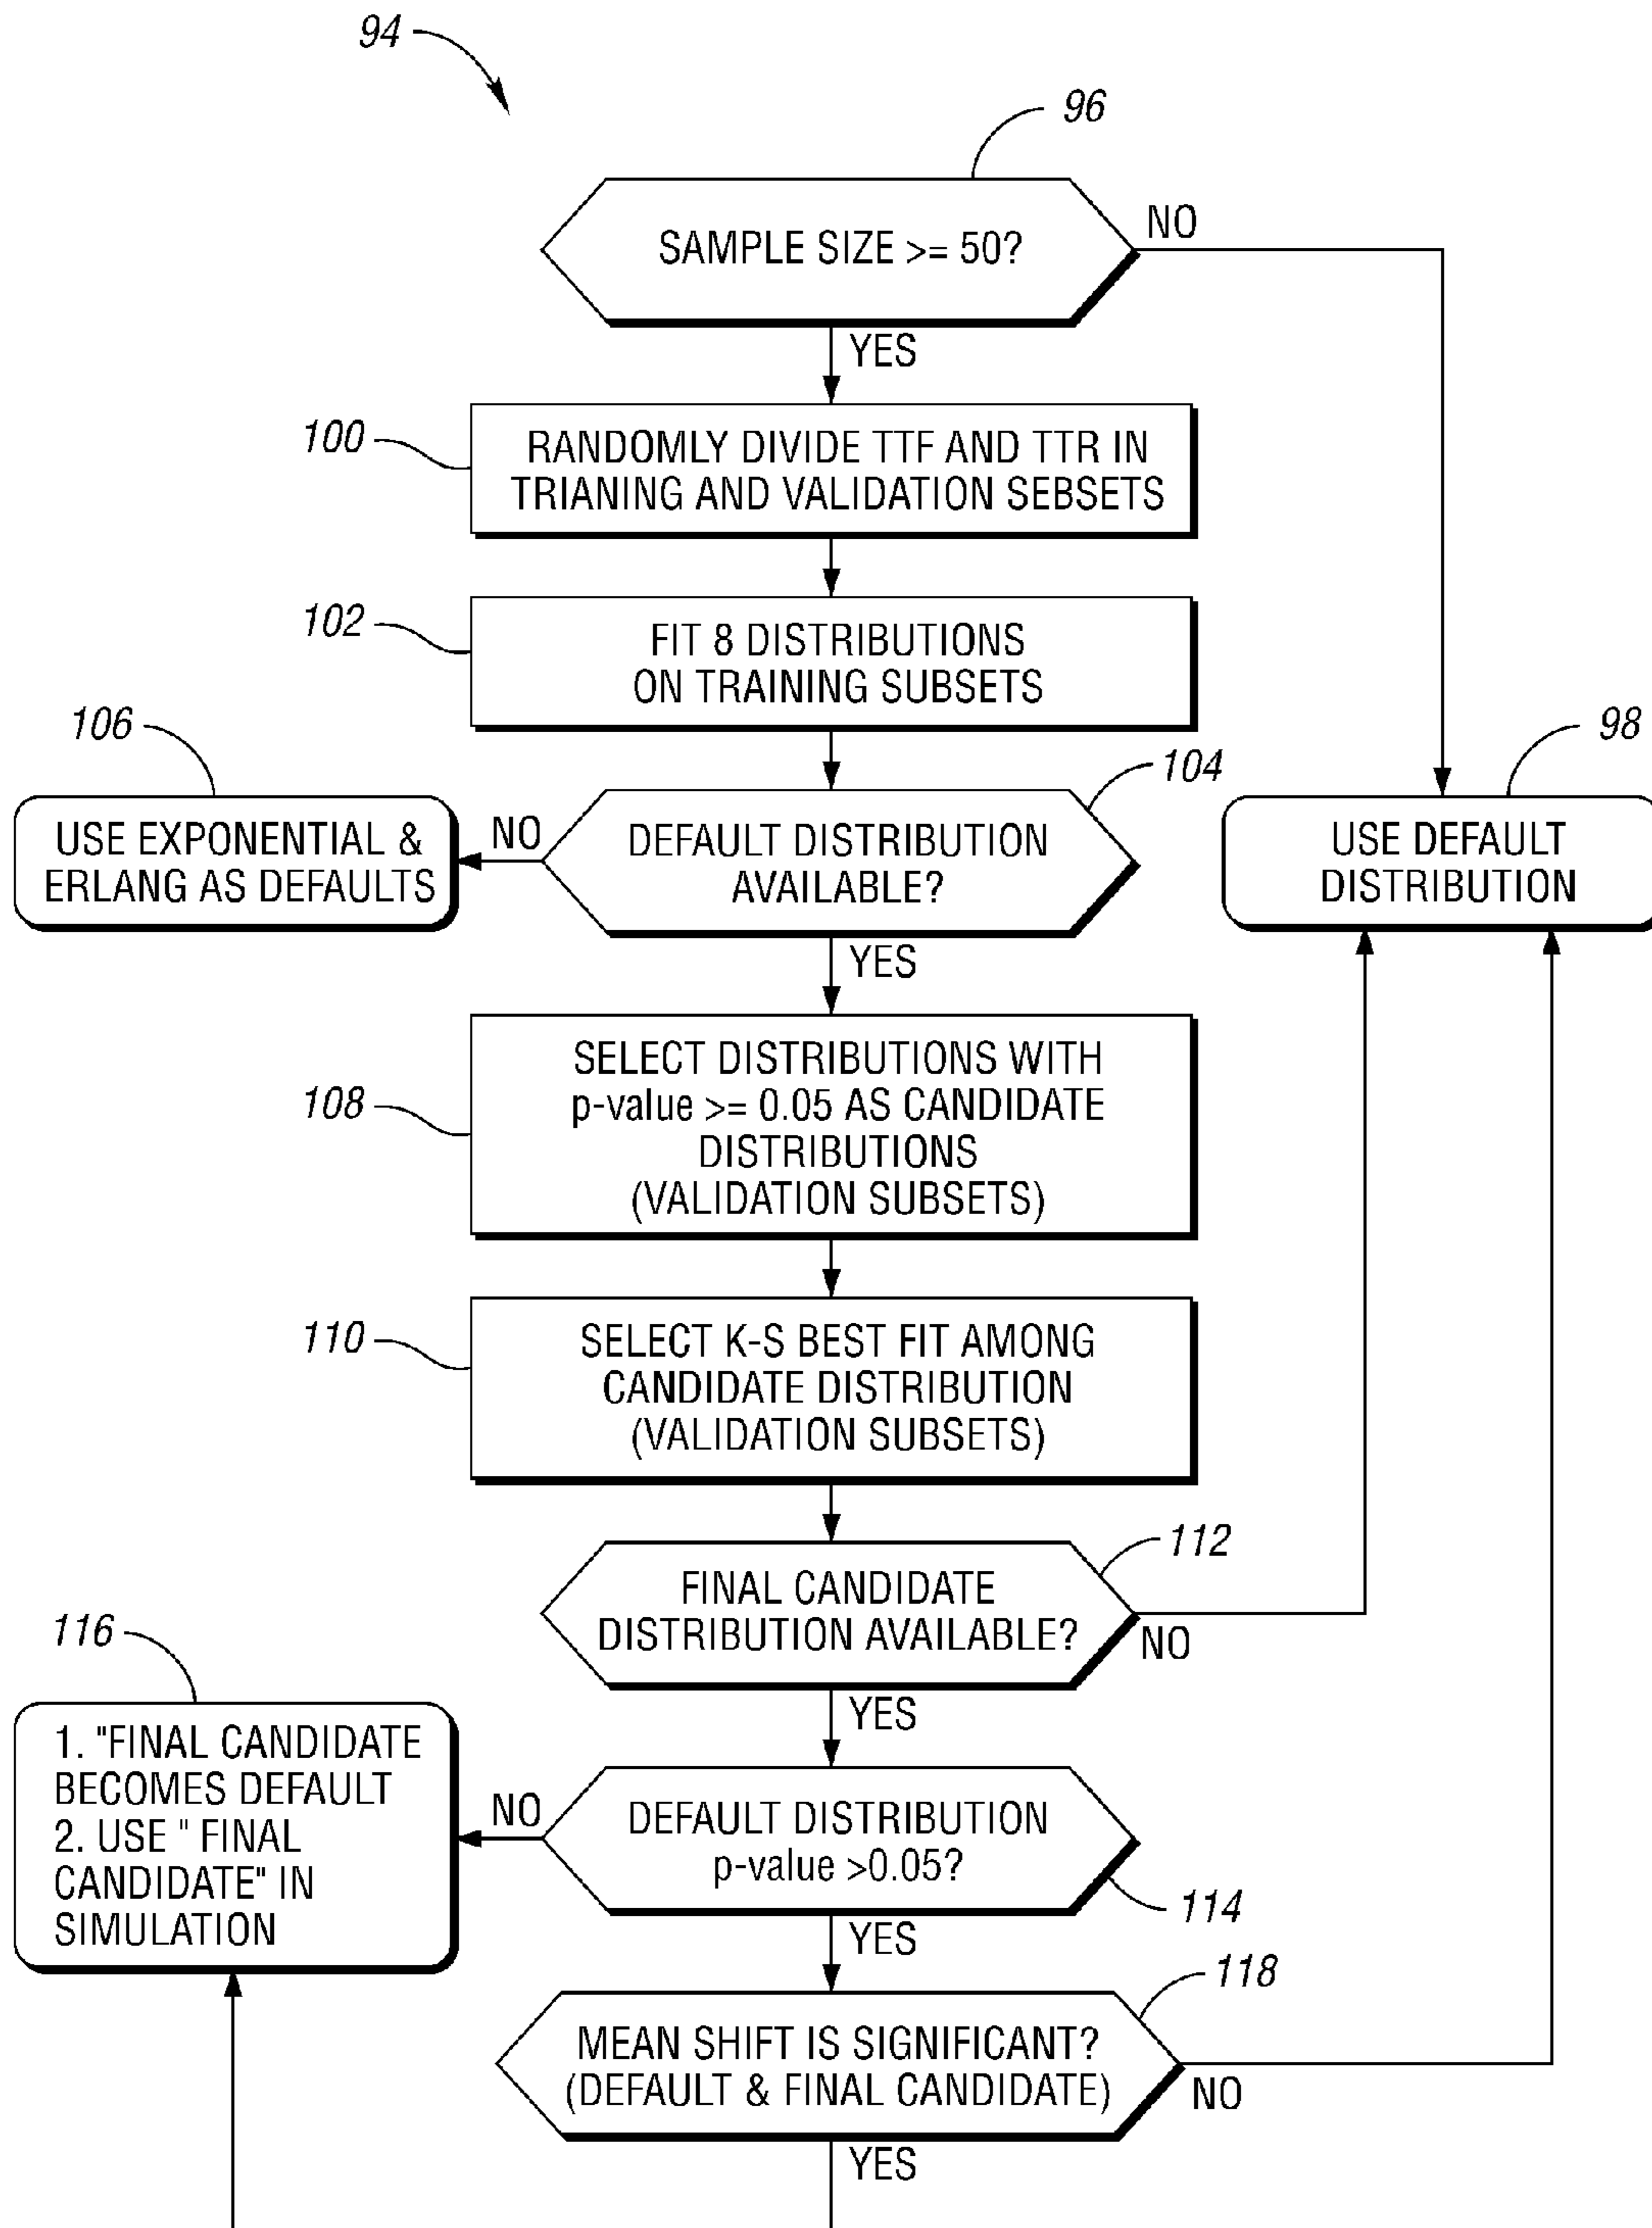 94
96
SAMPLE SIZE >= 50?
NO
YES
100
RANDOMLY DIVIDE TTF AND TTR IN
TRIANING AND VALIDATION SEBSETS
102
FIT 8 DISTRIBUTIONS
ON TRAINING SUBSETS
106
104
98
USE EXPONENTIAL &
ERLANG AS DEFAULTS
NO
DEFAULT DISTRIBUTION
AVAILABLE?
USE DEFAULT
DISTRIBUTION
YES
108
SELECT DISTRIBUTIONS WITH
p-value >= 0.05 AS CANDIDATE
DISTRIBUTIONS
(VALIDATION SUBSETS)
110
SELECT K-S BEST FIT AMONG
CANDIDATE DISTRIBUTION
(VALIDATION SUBSETS)
112
FINAL CANDIDATE
DISTRIBUTION AVAILABLE?
NO
YES
116
1. "FINAL CANDIDATE
BECOMES DEFAULT
2. USE " FINAL
CANDIDATE" IN
SIMULATION
NO
DEFAULT DISTRIBUTION
p-value >0.05?
114
YES
118
MEAN SHIFT IS SIGNIFICANT?
(DEFAULT & FINAL CANDIDATE)
NO
YES